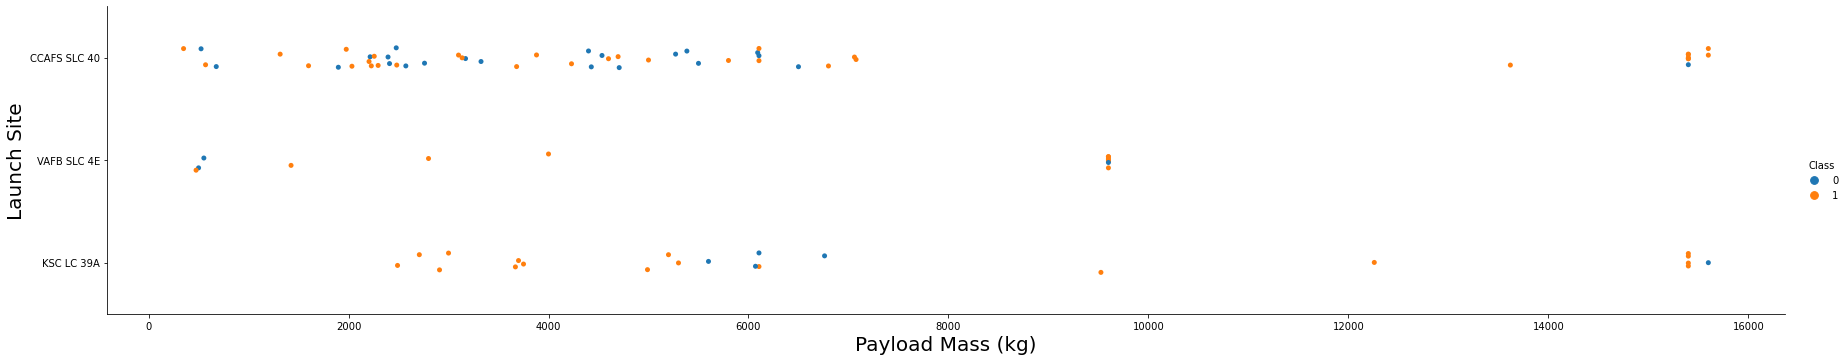 CCAFS SLC 40
VAFB SLC 4E
KSC LC 39A
Launch Site
0 2000 4000 6000 8000 10000 12000 14000 16000
Payload Mass (kg)
Class
0
1